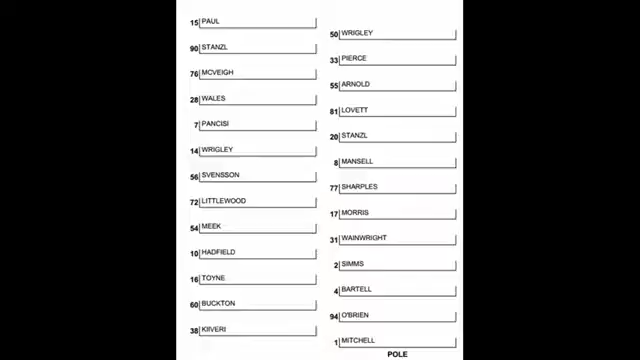 15 PAUL
50 WRIGLEY
90 STANZL
33 PIERCE
76 MCVEIGH
55 ARNOLD
28 WALES
81 LOVETT
7 PANCISI
20 STANZL
14 WRIGLEY
8 MANSELL
56 SVENSSON
77 SHARPLES
72 LITTLEWOOD
17 MORRIS
54 MEEK
31 WAINWRIGHT
10 HADFIELD
2 SIMMS
16 TOYNE
4 BARTELL
60 BUCKTON
94 O'BRIEN
38 KIIVERI
1 MITCHELL
POLE